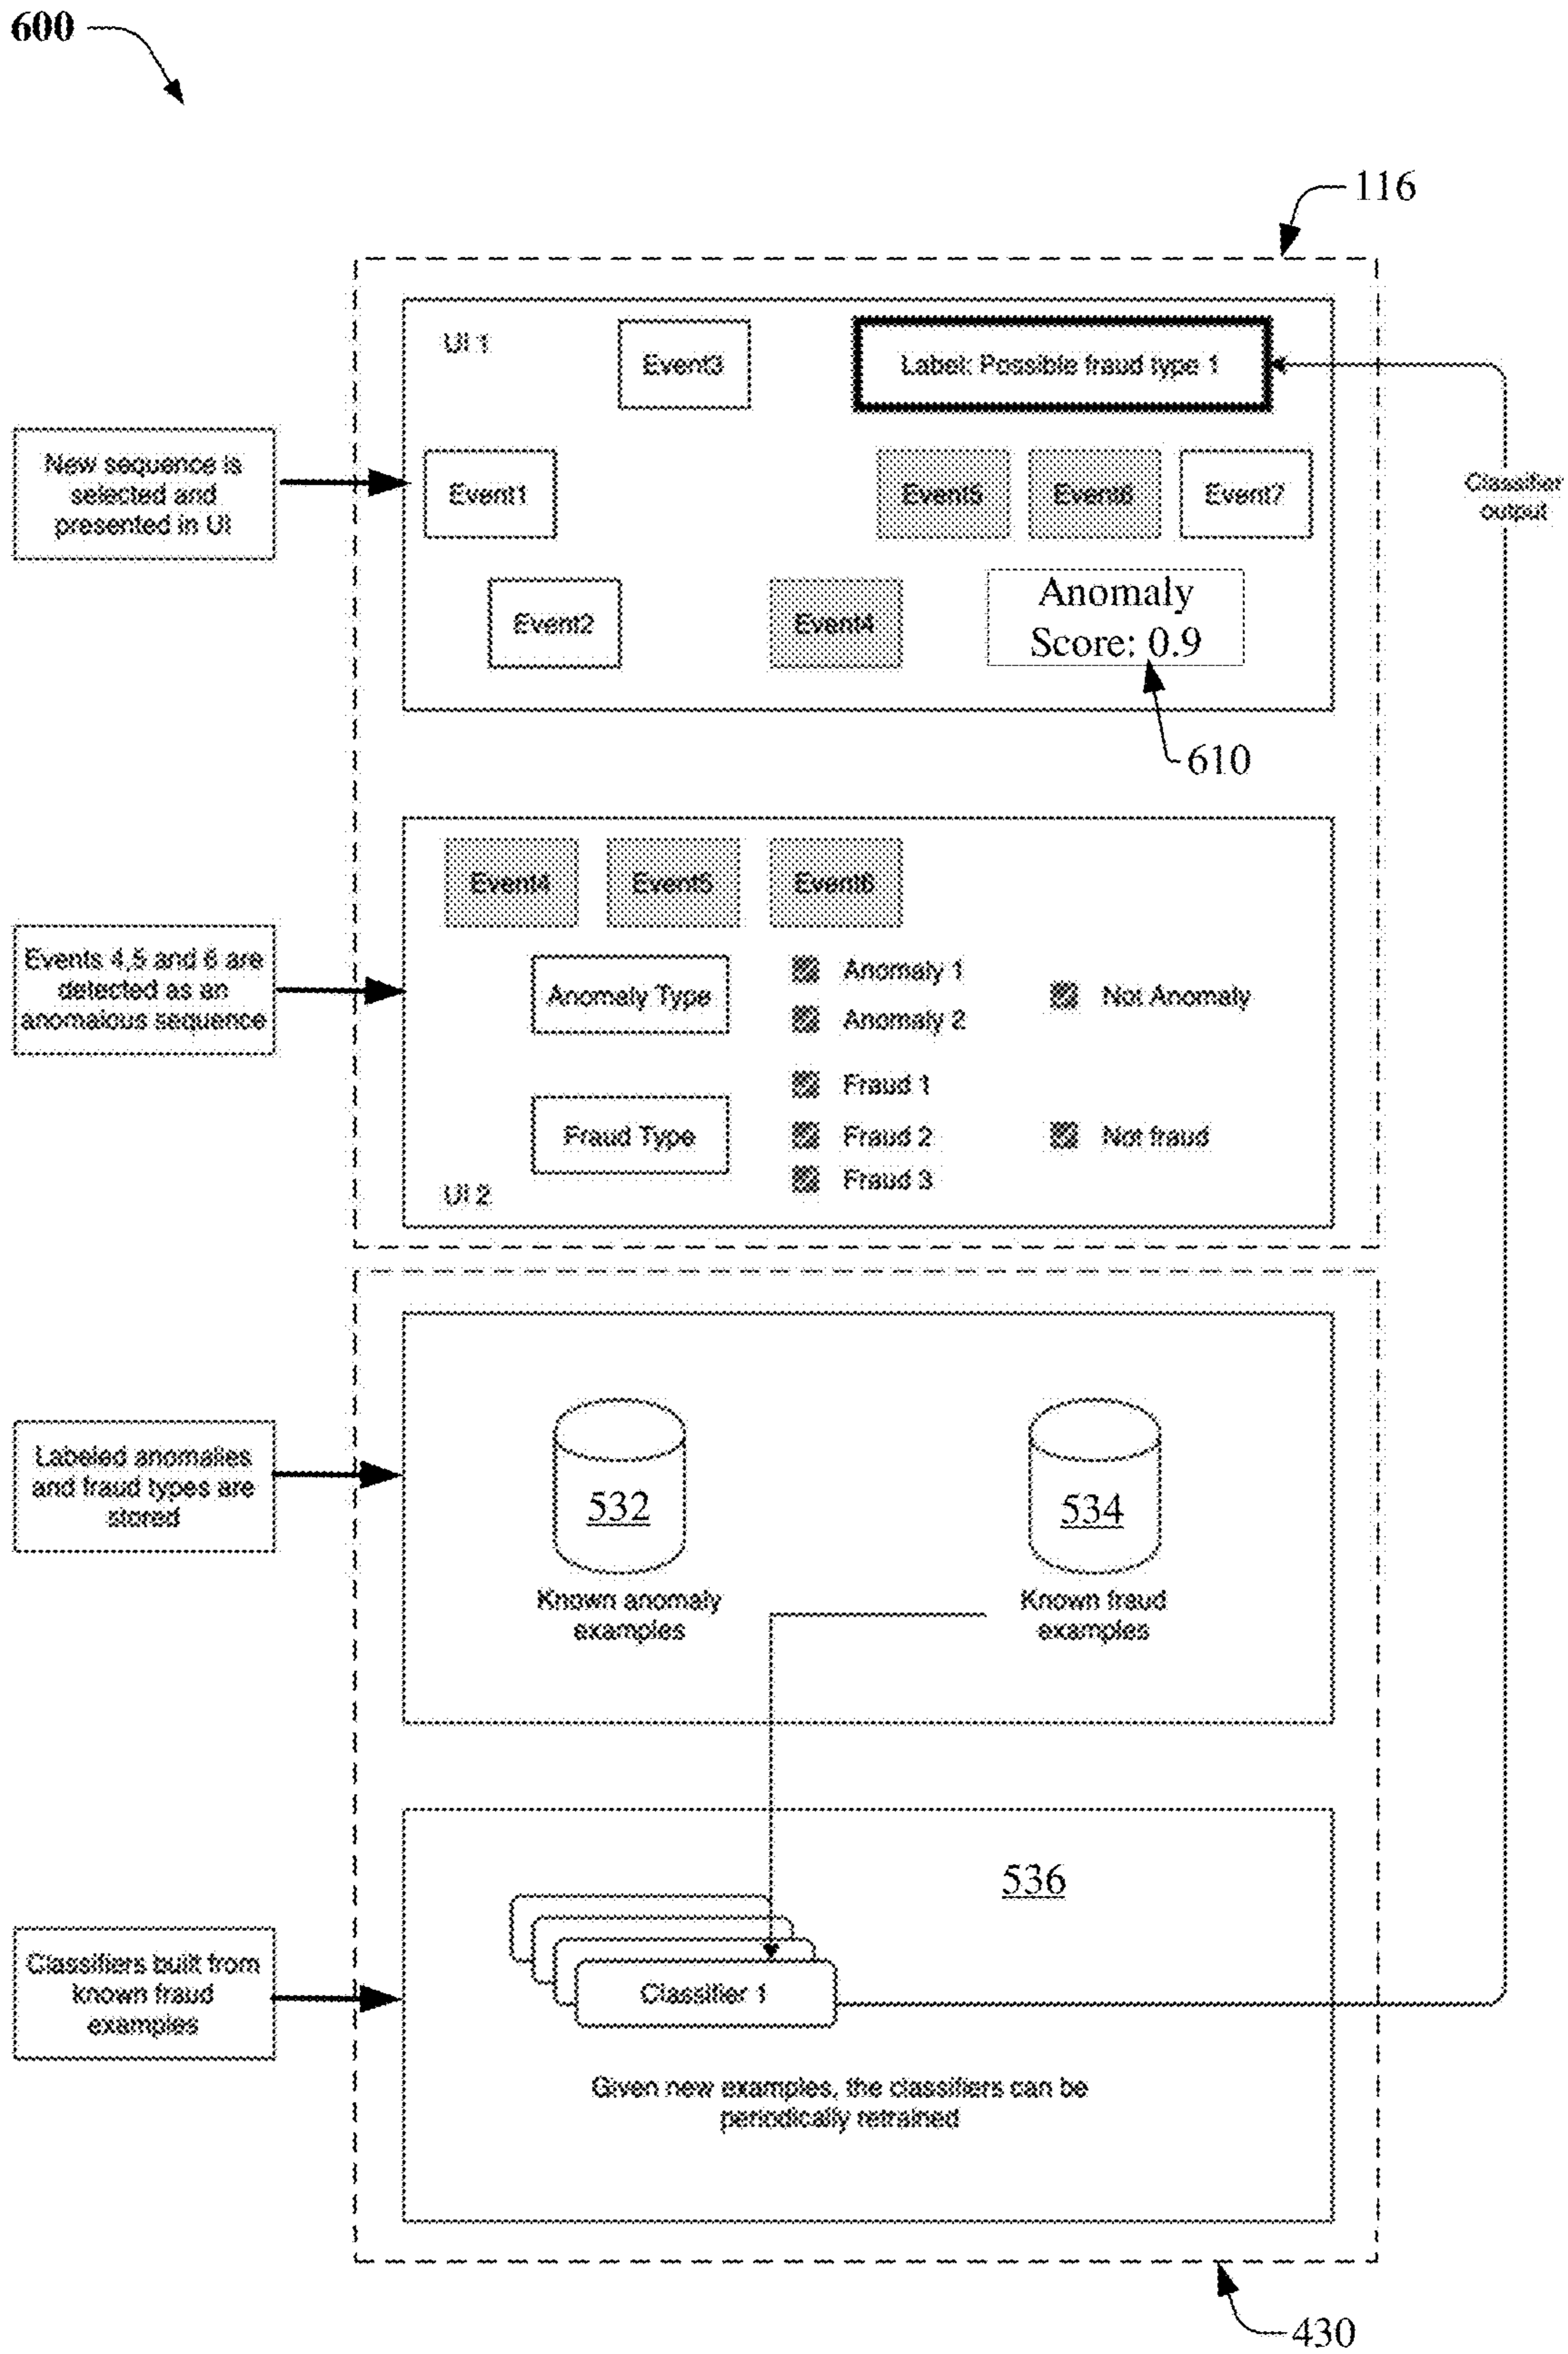 600
116
UI 1
Event3
Label: Possible fraud type 1
New sequence is
selected and
presented in UI
Event1
Event5
Event6
Event7
Classifier
output
Event2
Event4
Anomaly
Score: 0.9
610
Event4
Event5
Event6
Events 4,5 and 6 are
detected as an
anomalous sequence
Anomaly Type
Anomaly 1
Anomaly 2
Not Anomaly
Fraud Type
Fraud 1
Fraud 2
Fraud 3
Not fraud
UI 2
Labeled anomalies
and fraud types are
stored
532
534
Known anomaly
examples
Known fraud
examples
536
Classifiers built from
known fraud
examples
Classifier 1
Given new examples, the classifiers can be
periodically retrained
430